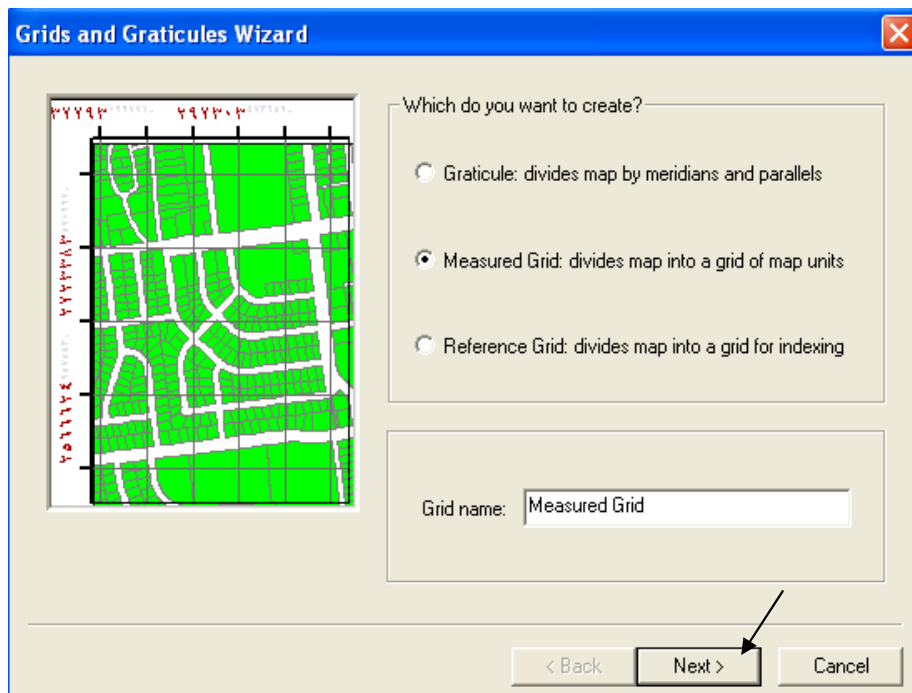 Grids and Graticules Wizard
Which do you want to create?
Graticule: divides map by meridians and parallels
Measured Grid: divides map into a grid of map units
Reference Grid: divides map into a grid for indexing
Grid name:
Measured Grid
< Back
Next >
Cancel